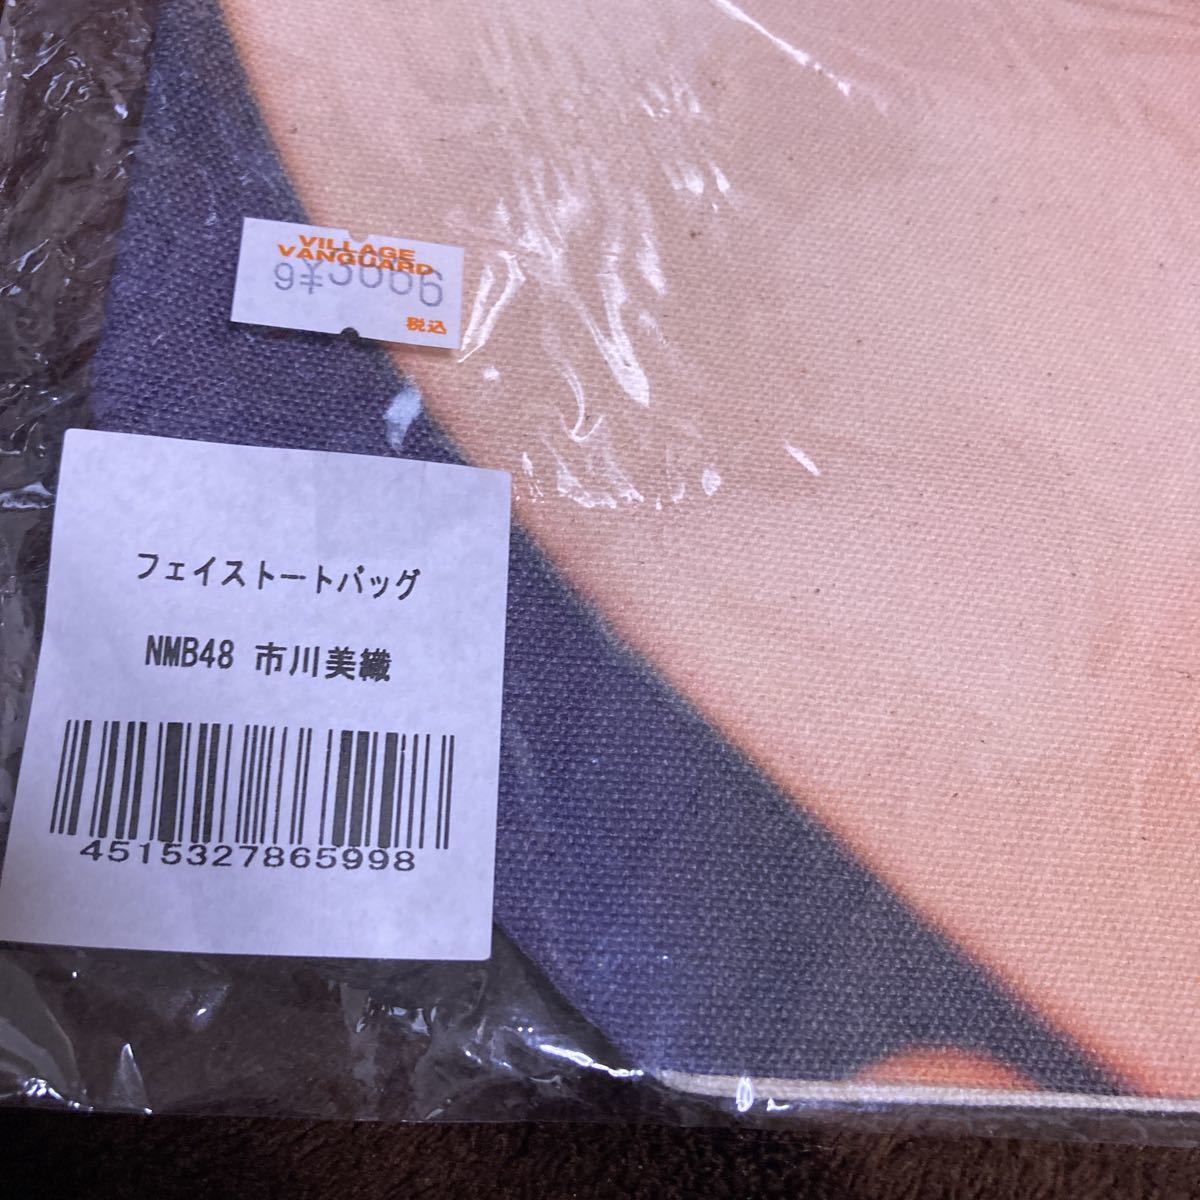 VILLAGE
VANGUARD
9¥3666
税込
フェイストートバッグ
NMB48 市川美織
4515327865998